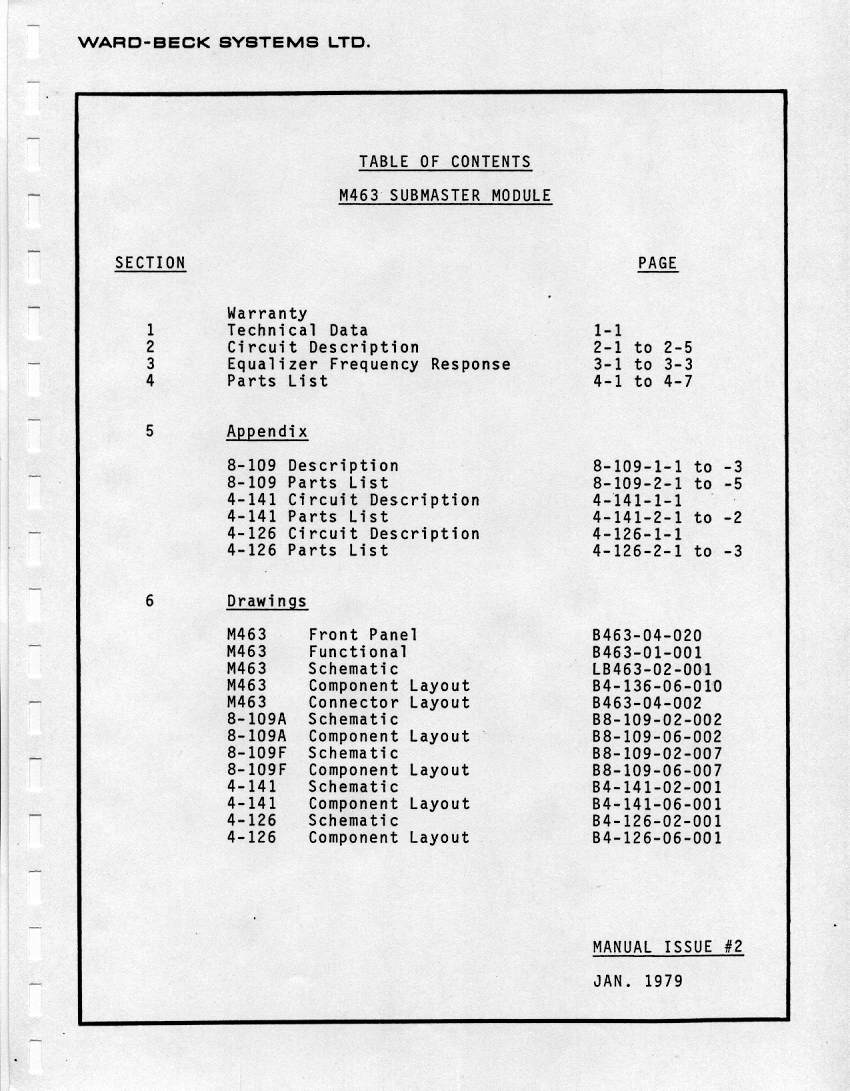 WARD-BECK SYSTEMS LTD.
TABLE OF CONTENTS
M463 SUBMASTER MODULE
SECTION PAGE
Warranty
1 Technical Data 1-1
2 Circuit Description 2-1 to 2-5
3 Equalizer Frequency Response 3-1 to 3-3
4 Parts List 4-1 to 4-7
5 Appendix
8-109 Description 8-109-1-1 to -3
8-109 Parts List 8-109-2-1 to -5
4-141 Circuit Description 4-141-1-1
4-141 Parts List 4-141-2-1 to -2
4-126 Circuit Description 4-126-1-1
4-126 Parts List 4-126-2-1 to -3
6 Drawings
M463 Front Panel B463-04-020
M463 Functional B463-01-001
M463 Schematic LB463-02-001
M463 Component Layout B4-136-06-010
M463 Connector Layout B463-04-002
8-109A Schematic B8-109-02-002
8-109A Component Layout B8-109-06-002
8-109F Schematic B8-109-02-007
8-109F Component Layout B8-109-06-007
4-141 Schematic B4-141-02-001
4-141 Component Layout B4-141-06-001
4-126 Schematic B4-126-02-001
4-126 Component Layout B4-126-06-001
MANUAL ISSUE #2
JAN. 1979